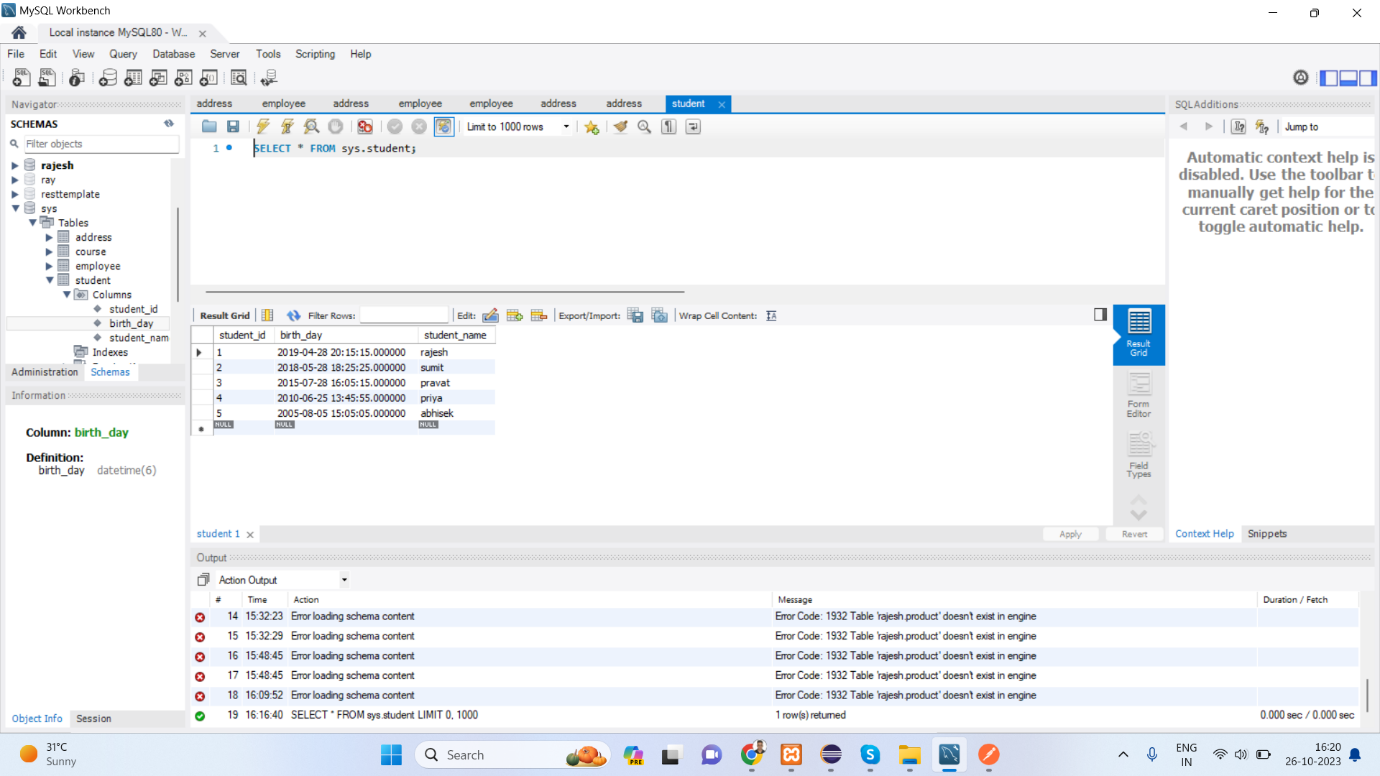 MySQL Workbench
Local instance MySQL80 - W...
File Edit View Query Database Server Tools Scripting Help
Navigator
SCHEMAS
Filter objects
rajesh
ray
resttemplate
sys
Tables
address
course
employee
student
Columns
student_id
birth_day
student_nam
Indexes
Administration Schemas
Information
Column: birth_day
Definition:
birth_day datetime(6)
Object Info Session
address employee address employee employee address address student
Limit to 1000 rows
1 SELECT * FROM sys.student;
Result Grid Filter Rows: Edit: Export/Import: Wrap Cell Content:
student_id birth_day student_name
1 2019-04-28 20:15:15.000000 rajesh
2 2018-05-28 18:25:25.000000 sumit
3 2015-07-28 16:05:15.000000 pravat
4 2010-06-25 13:45:55.000000 priya
5 2005-08-05 15:05:05.000000 abhisek
NULL NULL NULL
Result
Grid
Form
Editor
Field
Types
student 1 Apply Revert
SQLAdditions
Jump to
Automatic context help is
disabled. Use the toolbar t
manually get help for the
current caret position or to
toggle automatic help.
Context Help Snippets
Output
Action Output
# Time Action Message Duration / Fetch
14 15:32:23 Error loading schema content Error Code: 1932 Table 'rajesh.product' doesn't exist in engine
15 15:32:29 Error loading schema content Error Code: 1932 Table 'rajesh.product' doesn't exist in engine
16 15:48:45 Error loading schema content Error Code: 1932 Table 'rajesh.product' doesn't exist in engine
17 15:48:45 Error loading schema content Error Code: 1932 Table 'rajesh.product' doesn't exist in engine
18 16:09:52 Error loading schema content Error Code: 1932 Table 'rajesh.product' doesn't exist in engine
19 16:16:40 SELECT * FROM sys.student LIMIT 0, 1000 1 row(s) returned 0.000 sec / 0.000 sec
31°C
Sunny
Search
PRE
ENG
IN
16:20
26-10-2023